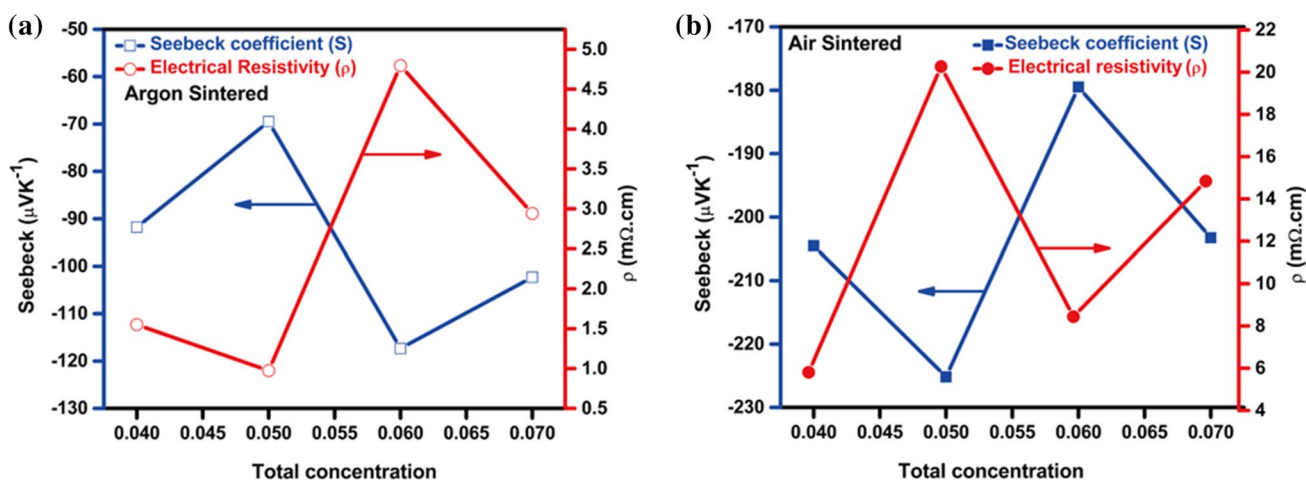 (a)
Seebeck coefficient (S)
Electrical Resistivity (ρ)
Argon Sintered
Seebeck (μVK⁻¹)
-50
-60
-70
-80
-90
-100
-110
-120
-130
5.0
4.5
4.0
3.5
3.0
2.5
2.0
1.5
1.0
0.5
ρ (mΩ.cm)
0.040 0.045 0.050 0.055 0.060 0.065 0.070
Total concentration
(b)
Air Sintered
Seebeck coefficient (S)
Electrical resistivity (ρ)
Seebeck (μVK⁻¹)
-170
-180
-190
-200
-210
-220
-230
22
20
18
16
14
12
10
8
6
4
ρ (mΩ.cm)
0.040 0.045 0.050 0.055 0.060 0.065 0.070
Total concentration